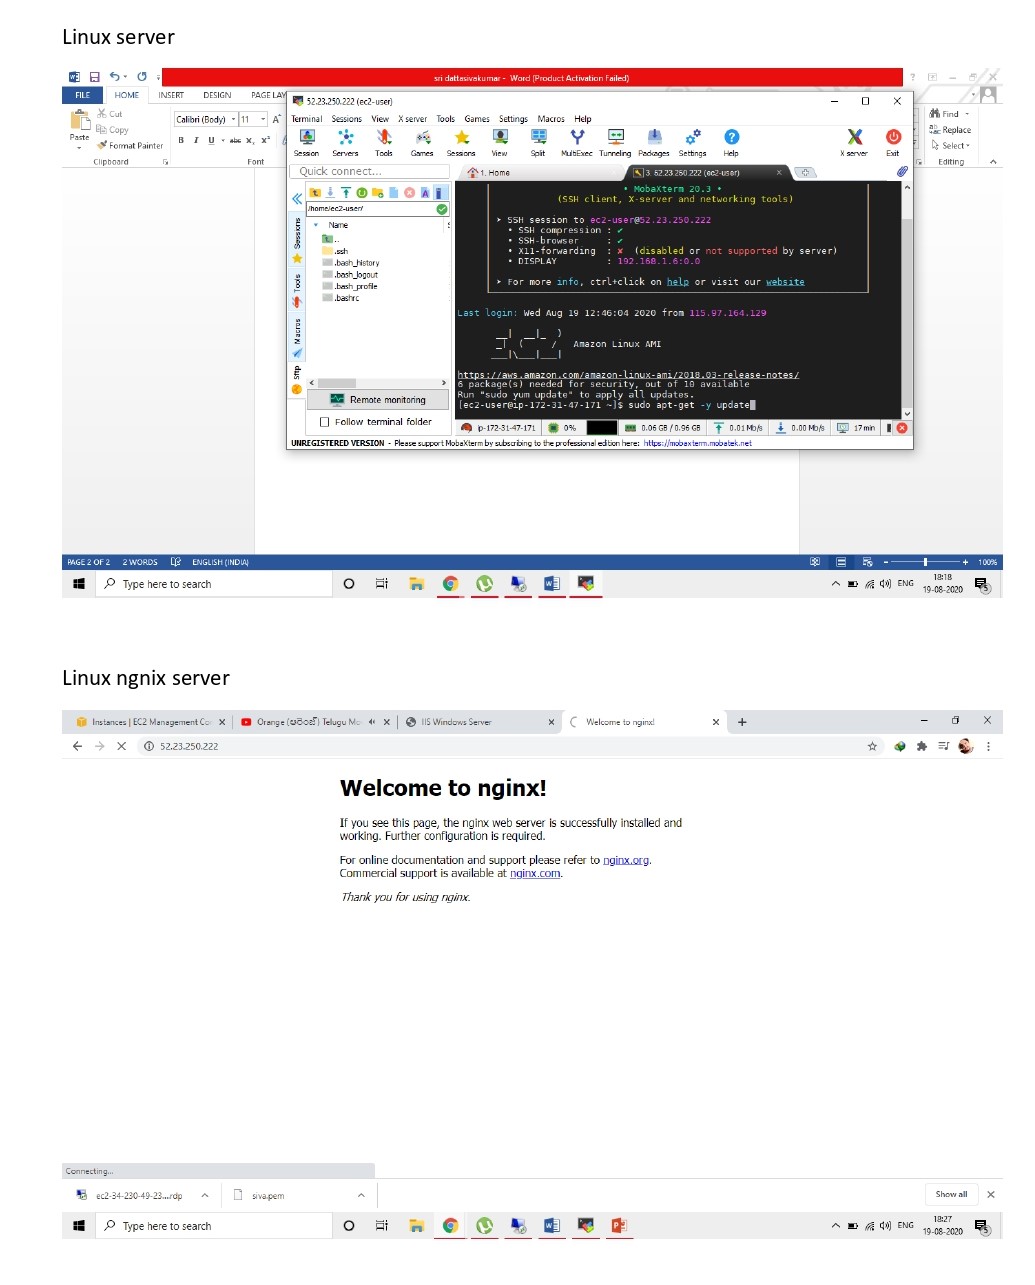 Linux server
sri dattasivakumar - Word (Product Activation Failed)
FILE HOME INSERT DESIGN PAGE LAY
Cut
Copy
Format Painter
Paste
Clipboard
Calibri (Body) 11
Font
Find
Replace
Select
Editing
52.23.250.222 (ec2-user)
Terminal Sessions View X server Tools Games Settings Macros Help
Session Servers Tools Games Sessions View Split MultiExec Tunneling Packages Settings Help X server Exit
Quick connect...
1. Home
3. 52.23.250.222 (ec2-user)
/home/ec2-user/
Name
..
.ssh
.bash_history
.bash_logout
.bash_profile
.bashrc
Sessions
Tools
Macros
Sftp
Remote monitoring
Follow terminal folder
• MobaXterm 20.3 •
(SSH client, X-server and networking tools)
➤ SSH session to ec2-user@52.23.250.222
• SSH compression : ✔
• SSH-browser : ✔
• X11-forwarding : ✘ (disabled or not supported by server)
• DISPLAY : 192.168.1.6:0.0
➤ For more info, ctrl+click on help or visit our website
Last login: Wed Aug 19 12:46:04 2020 from 115.97.164.129
__| __|_ )
_| ( / Amazon Linux AMI
___|\___|___|
https://aws.amazon.com/amazon-linux-ami/2018.03-release-notes/
6 package(s) needed for security, out of 10 available
Run "sudo yum update" to apply all updates.
[ec2-user@ip-172-31-47-171 ~]$ sudo apt-get -y update
ip-172-31-47-171 0% 0.06 GB / 0.96 GB 0.01 Mb/s 0.00 Mb/s 17 min
UNREGISTERED VERSION - Please support MobaXterm by subscribing to the professional edition here: https://mobaxterm.mobatek.net
PAGE 2 OF 2 2 WORDS ENGLISH (INDIA) 100%
Type here to search
ENG
18:18
19-08-2020
Linux ngnix server
Instances | EC2 Management Co
Telugu Mo
IIS Windows Server
Welcome to nginx!
52.23.250.222
Welcome to nginx!
If you see this page, the nginx web server is successfully installed and
working. Further configuration is required.
For online documentation and support please refer to nginx.org.
Commercial support is available at nginx.com.
Thank you for using nginx.
Connecting...
ec2-34-230-49-23....rdp
siva.pem
Show all
Type here to search
ENG
18:27
19-08-2020